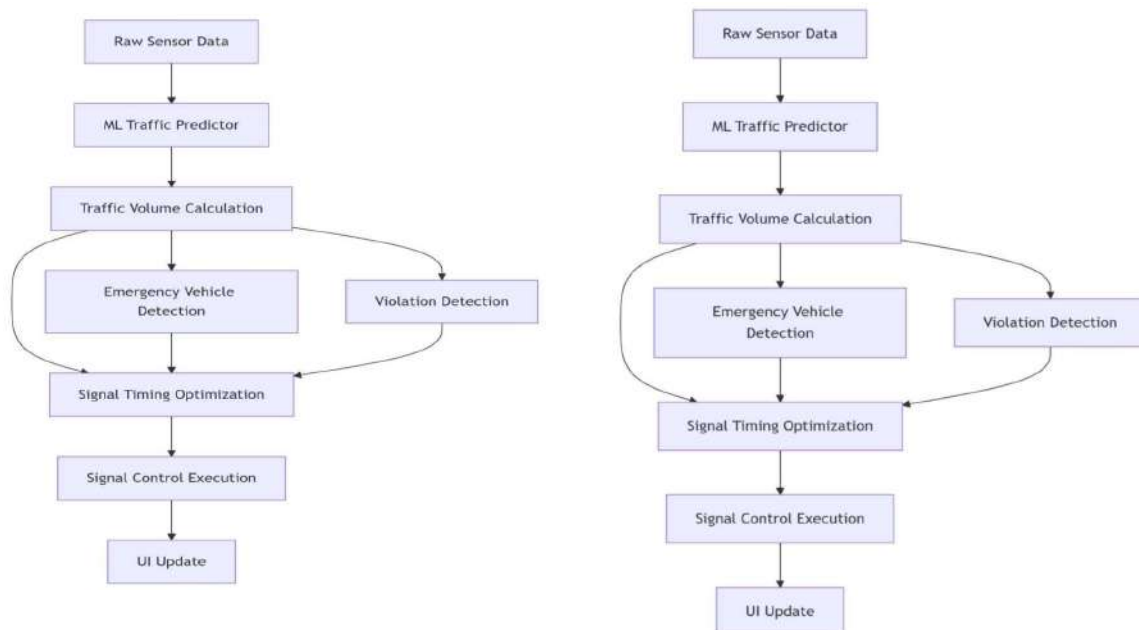 Raw Sensor Data
ML Traffic Predictor
Traffic Volume Calculation
Emergency Vehicle
Detection
Violation Detection
Signal Timing Optimization
Signal Control Execution
UI Update
Raw Sensor Data
ML Traffic Predictor
Traffic Volume Calculation
Emergency Vehicle
Detection
Violation Detection
Signal Timing Optimization
Signal Control Execution
UI Update